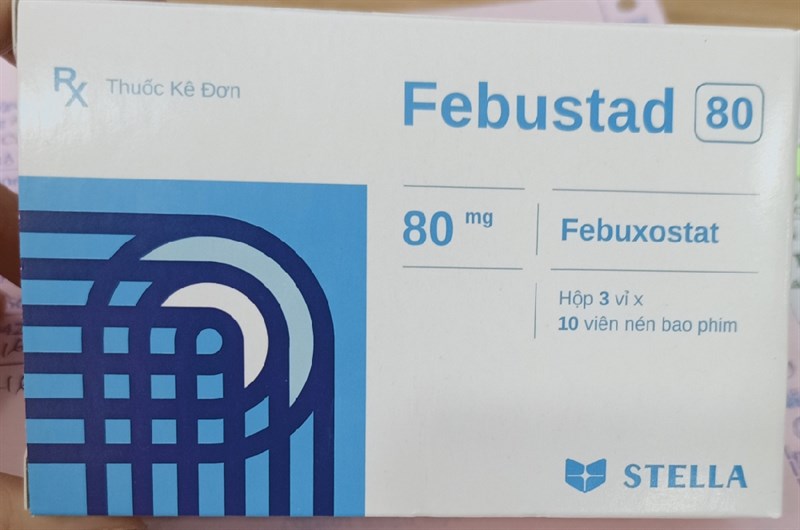 Rx Thuốc Kê Đơn
Febustad 80
80 mg
Febuxostat
Hộp 3 vỉ x
10 viên nén bao phim
STELLA